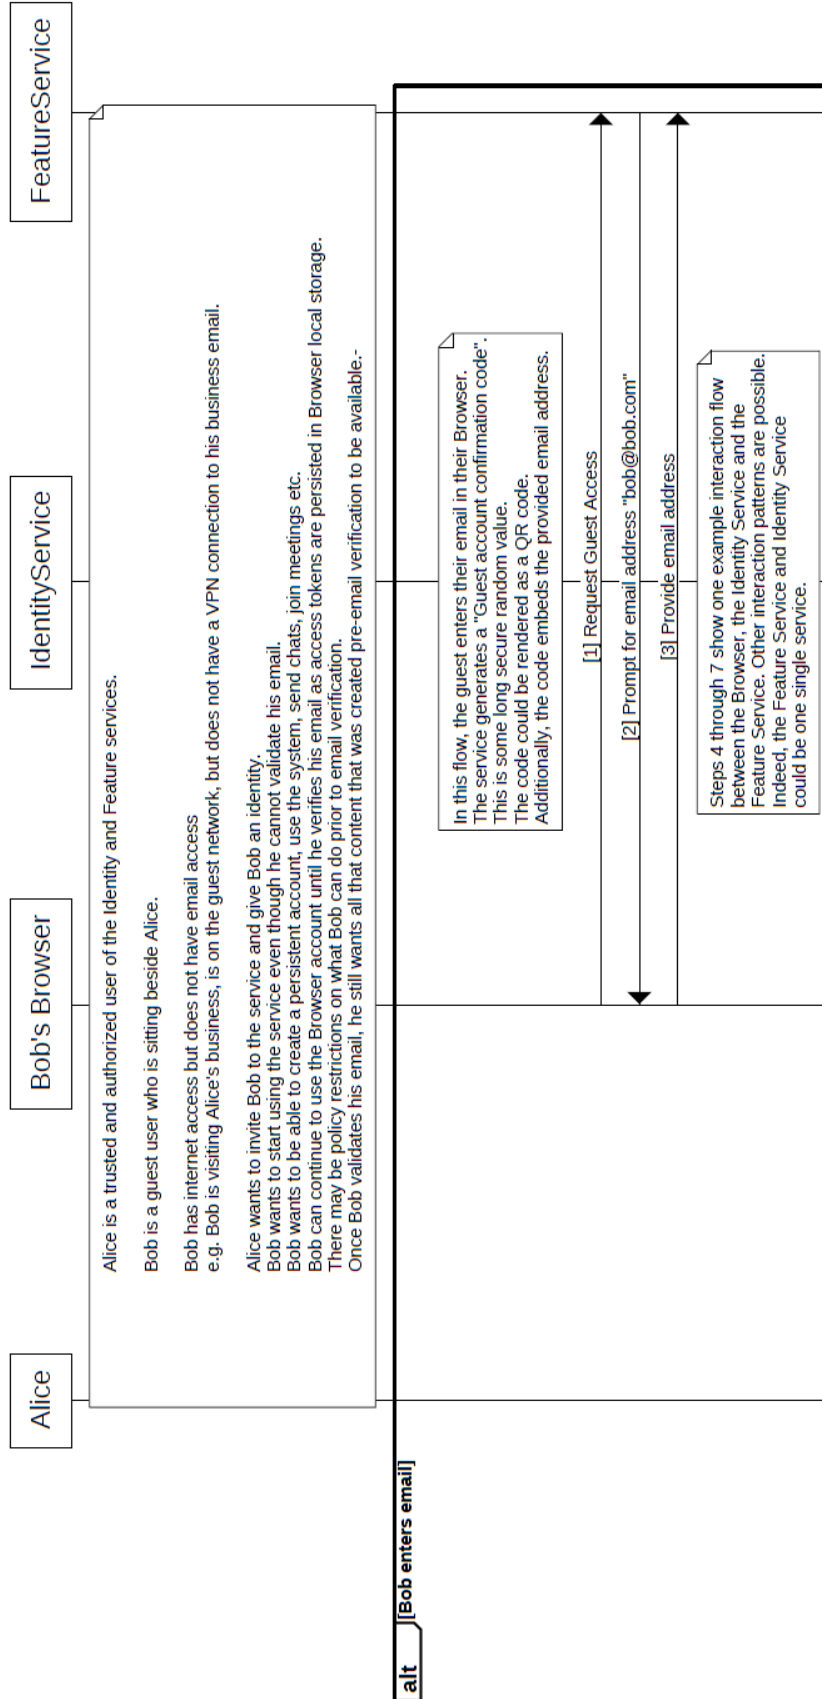 Alice
Bob's Browser
IdentityService
FeatureService
Alice is a trusted and authorized user of the Identity and Feature services.
Bob is a guest user who is sitting beside Alice.
Bob has internet access but does not have email access
e.g. Bob is visiting Alice's business, is on the guest network, but does not have a VPN connection to his business email.
Alice wants to invite Bob to the service and give Bob an identity.
Bob wants to start using the service even though he cannot validate his email.
Bob wants to be able to create a persistent account, use the system, send chats, join meetings etc.
Bob can continue to use the Browser account until he verifies his email as access tokens are persisted in Browser local storage.
There may be policy restrictions on what Bob can do prior to email verification.
Once Bob validates his email, he still wants all that content that was created pre-email verification to be available.-
alt
[Bob enters email]
In this flow, the guest enters their email in their Browser.
The service generates a "Guest account confirmation code".
This is some long secure random value.
The code could be rendered as a QR code.
Additionally, the code embeds the provided email address.
[1] Request Guest Access
[2] Prompt for email address "bob@bob.com"
[3] Provide email address
Steps 4 through 7 show one example interaction flow
between the Browser, the Identity Service and the
Feature Service. Other interaction patterns are possible.
Indeed, the Feature Service and Identity Service
could be one single service.